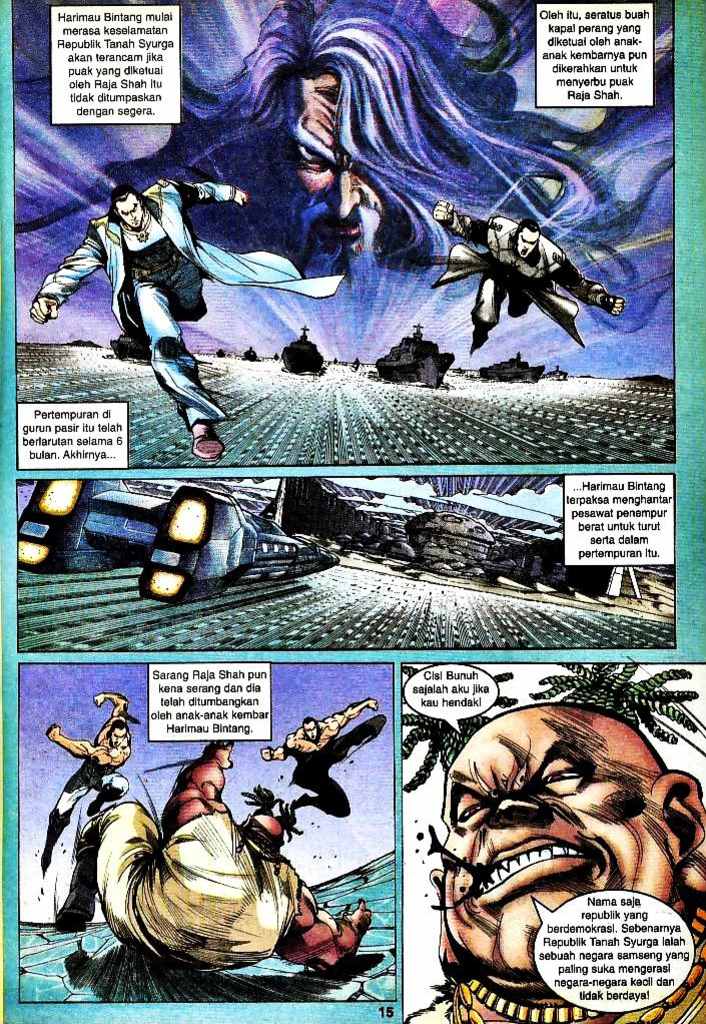 Harimau Bintang mulai
merasa keselamatan
Republik Tanah Syurga
akan terancam jika
puak yang diketuai
oleh Raja Shah itu
tidak ditumpaskan
dengan segera.
Oleh itu, seratus buah
kapal perang yang
diketuai oleh anak-
anak kembarnya pun
dikerahkan untuk
menyerbu puak
Raja Shah.
Pertempuran di
gurun pasir itu telah
berlarutan selama 6
bulan. Akhirnya...
...Harimau Bintang
terpaksa menghantar
pesawat penempur
berat untuk turut
serta dalam
pertempuran itu.
Sarang Raja Shah pun
kena serang dan dia
telah ditumbangkan
oleh anak-anak kembar
Harimau Bintang.
Cis! Bunuh
sajalah aku jika
kau hendak!
Nama saja
republik yang
berdemokrasi. Sebenarnya
Republik Tanah Syurga ialah
sebuah negara samseng yang
paling suka mengerasi
negara-negara kecil dan
tidak berdaya!
15